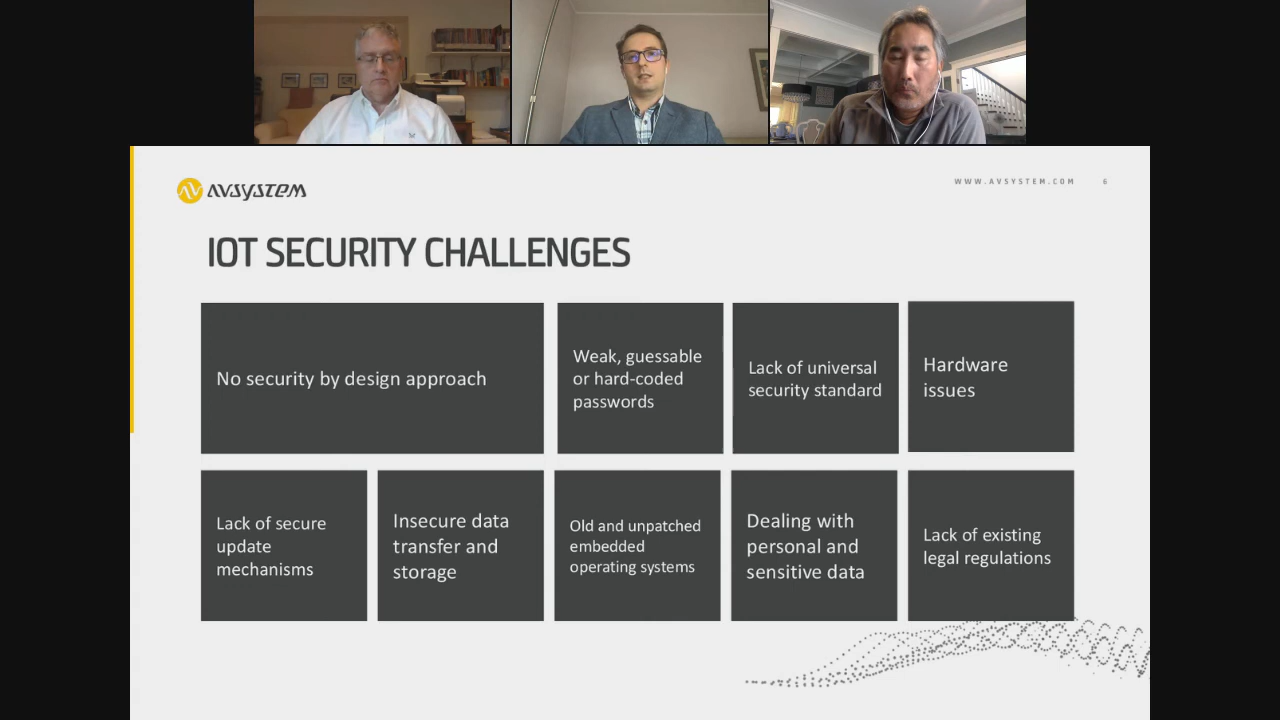 AVSYSTEM
WWW.AVSYSTEM.COM 6
IOT SECURITY CHALLENGES
No security by design approach
Weak, guessable
or hard-coded
passwords
Lack of universal
security standard
Hardware
issues
Lack of secure
update
mechanisms
Insecure data
transfer and
storage
Old and unpatched
embedded
operating systems
Dealing with
personal and
sensitive data
Lack of existing
legal regulations